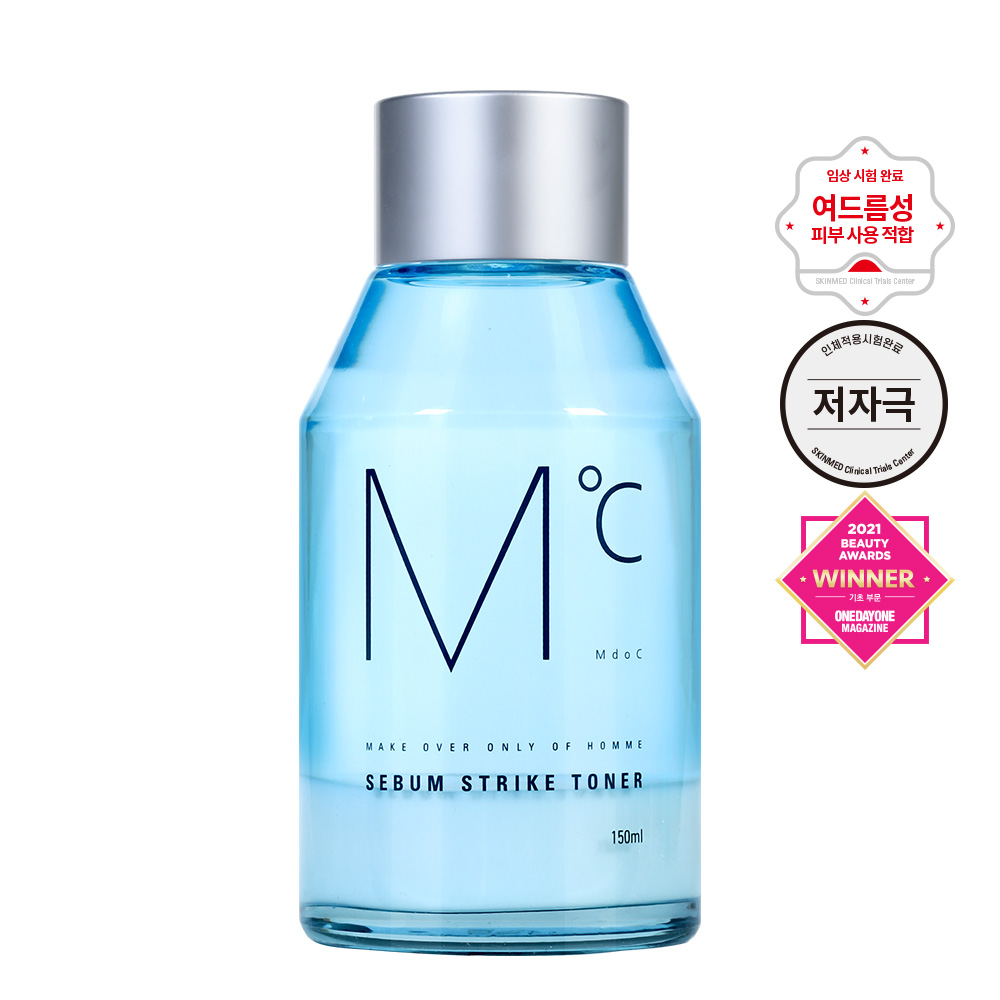 M°C
MdoC
MAKE OVER ONLY OF HOMME
SEBUM STRIKE TONER
150ml
임상 시험 완료
여드름성
피부 사용 적합
SKINMED Clinical Trials Center
인체적용시험완료
저자극
SKINMED Clinical Trials Center
2021
BEAUTY
AWARDS
WINNER
기초 부문
ONEDAYONE
MAGAZINE